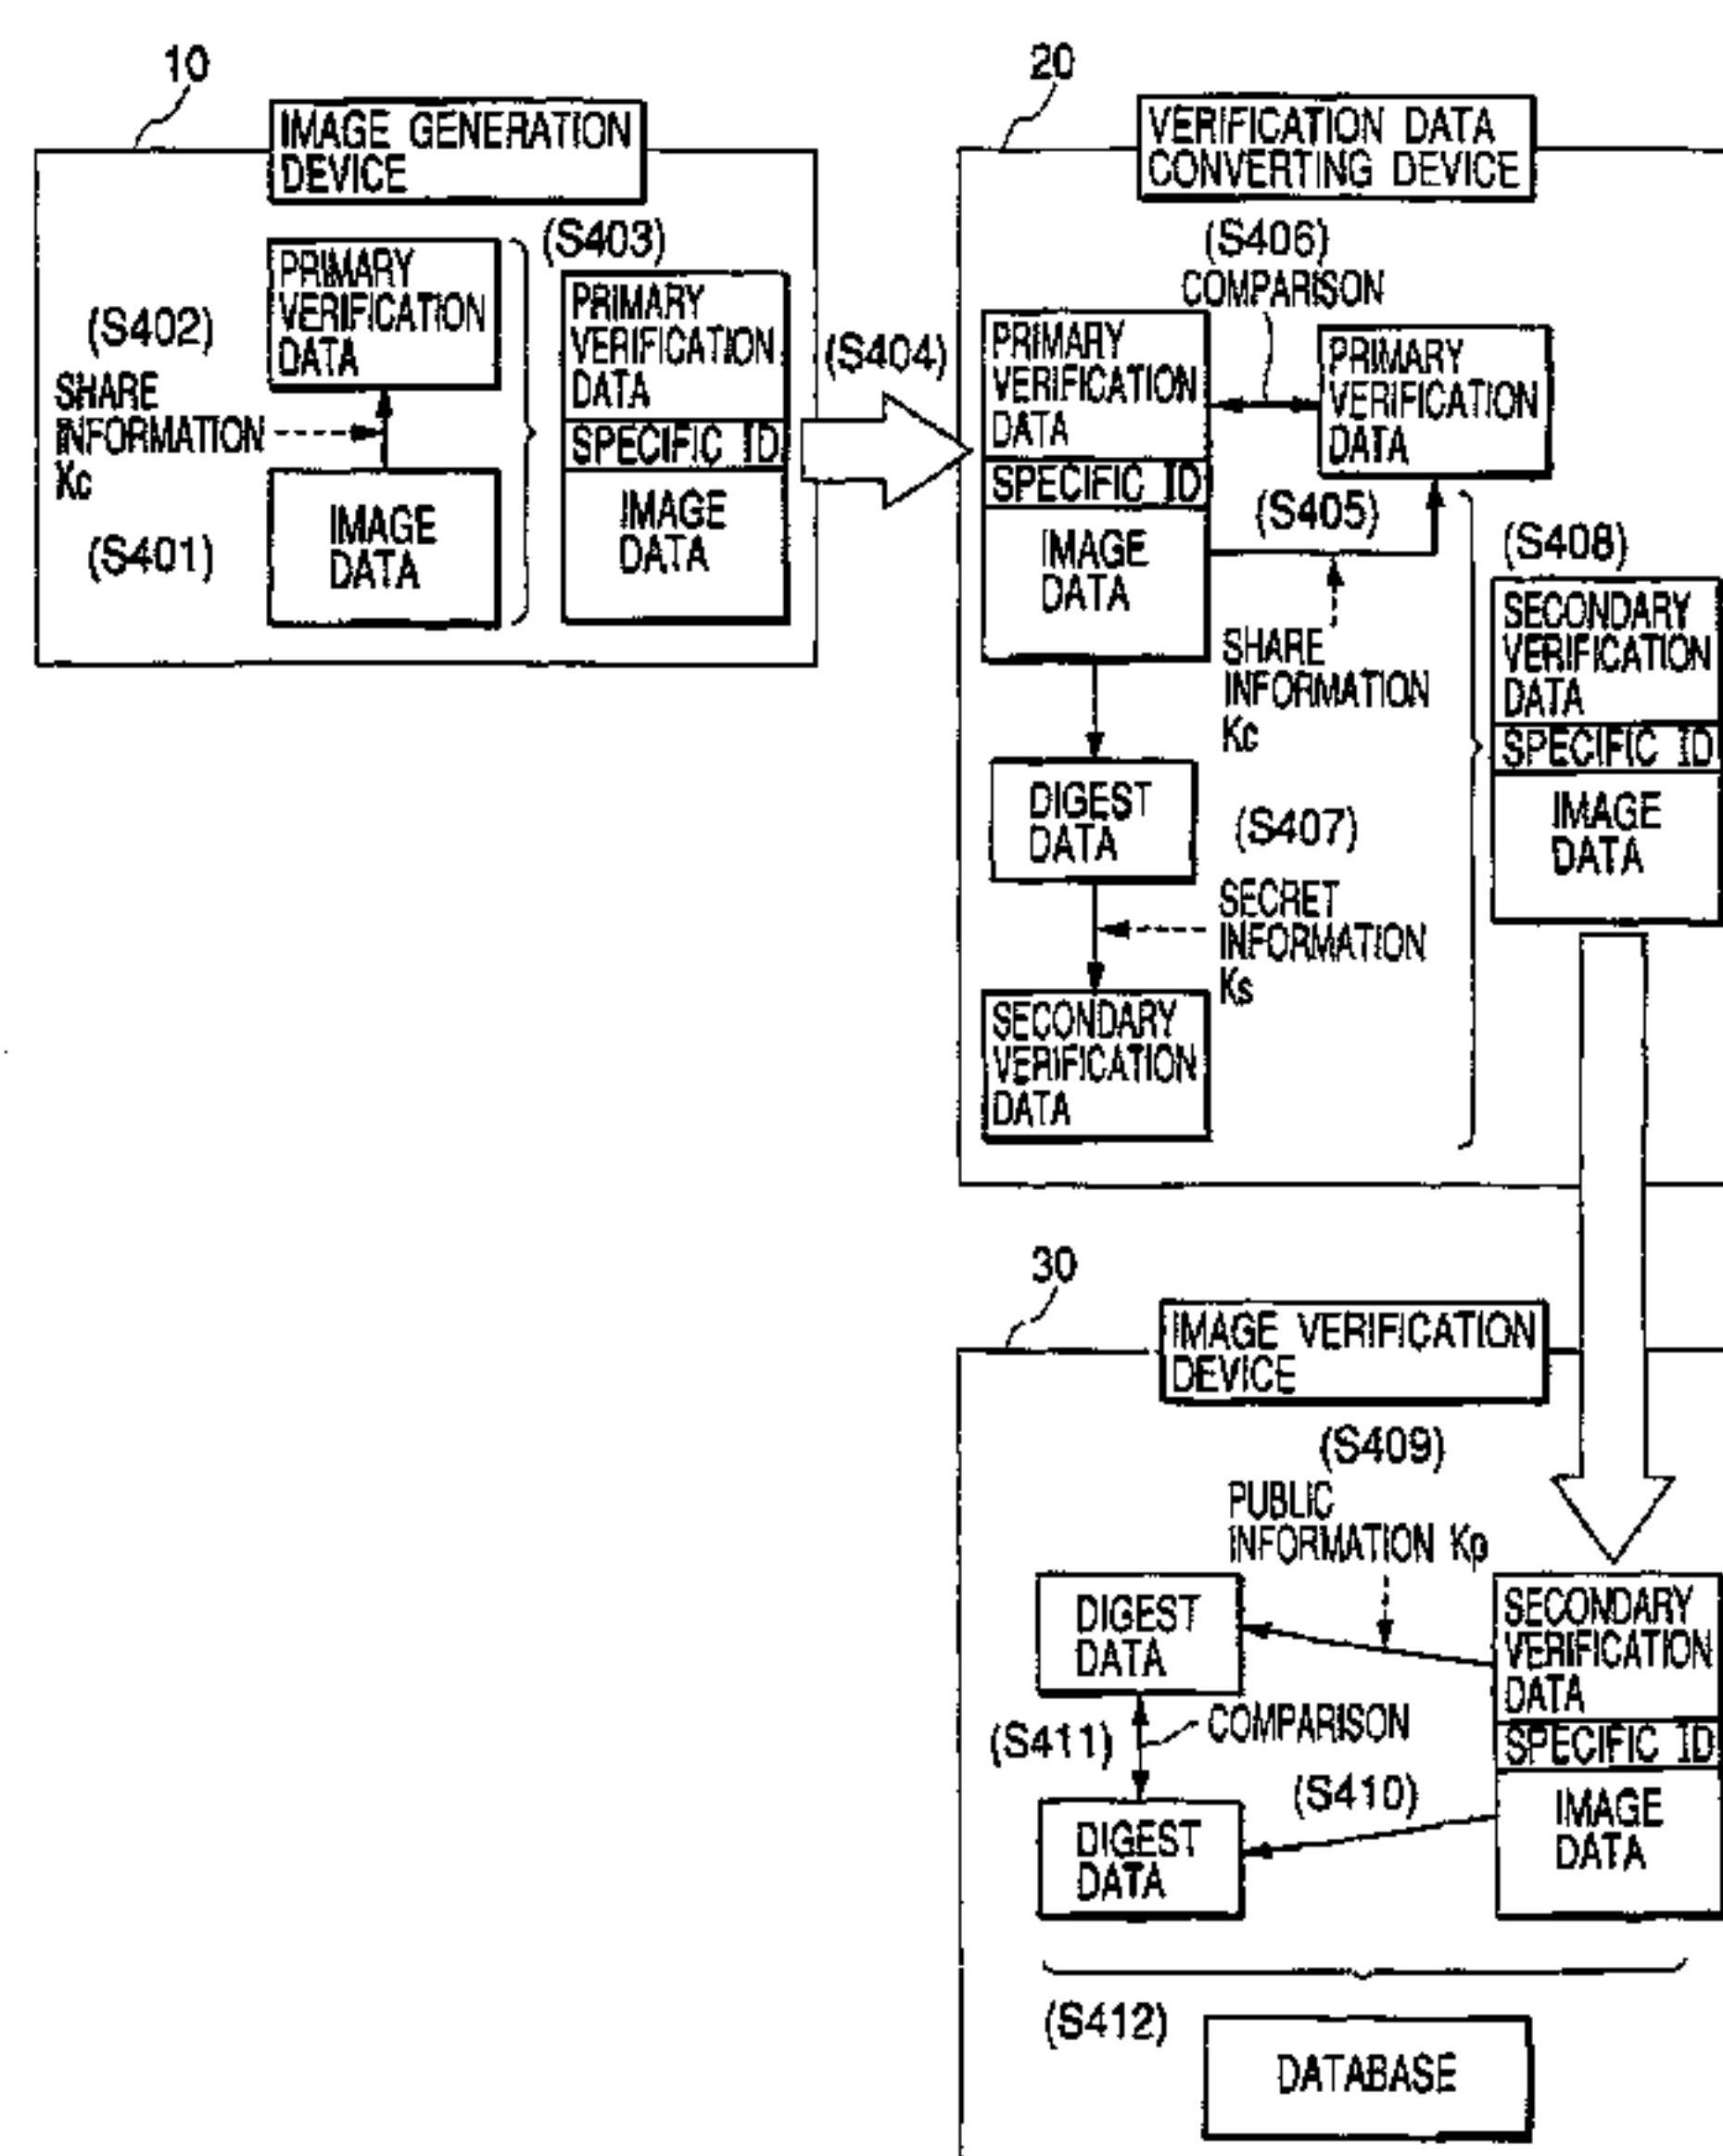 10
IMAGE GENERATION
DEVICE
(S403)
PRIMARY
VERIFICATION
DATA
(S402)
SHARE
INFORMATION
Kc
(S401)
IMAGE
DATA
PRIMARY
VERIFICATION
DATA
SPECIFIC ID
IMAGE
DATA
(S404)
20
VERIFICATION DATA
CONVERTING DEVICE
(S406)
COMPARISON
PRIMARY
VERIFICATION
DATA
SPECIFIC ID
IMAGE
DATA
PRIMARY
VERIFICATION
DATA
(S405)
SHARE
INFORMATION
Kc
DIGEST
DATA
(S407)
SECRET
INFORMATION
Ks
SECONDARY
VERIFICATION
DATA
(S408)
SECONDARY
VERIFICATION
DATA
SPECIFIC ID
IMAGE
DATA
30
IMAGE VERIFICATION
DEVICE
(S409)
PUBLIC
INFORMATION Kp
DIGEST
DATA
SECONDARY
VERIFICATION
DATA
SPECIFIC ID
IMAGE
DATA
(S411)
COMPARISON
(S410)
DIGEST
DATA
(S412)
DATABASE